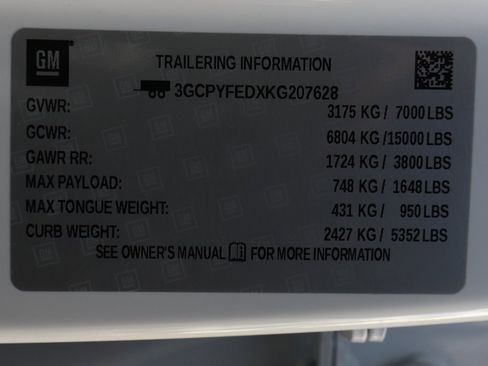 GM
TRAILERING INFORMATION
3GCPYFEDXKG207628
GVWR: 3175 KG / 7000 LBS
GCWR: 6804 KG /15000 LBS
GAWR RR: 1724 KG / 3800 LBS
MAX PAYLOAD: 748 KG / 1648 LBS
MAX TONGUE WEIGHT: 431 KG / 950 LBS
CURB WEIGHT: 2427 KG / 5352 LBS
SEE OWNER'S MANUAL FOR MORE INFORMATION